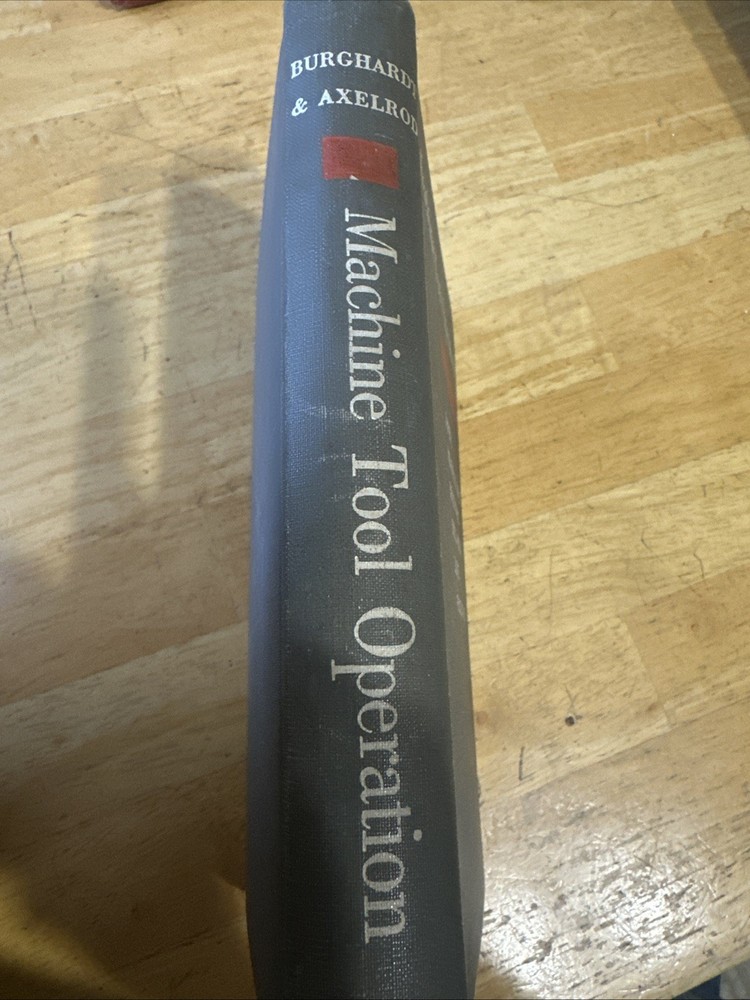 BURGHARDT
& AXELROD
Machine Tool Operation